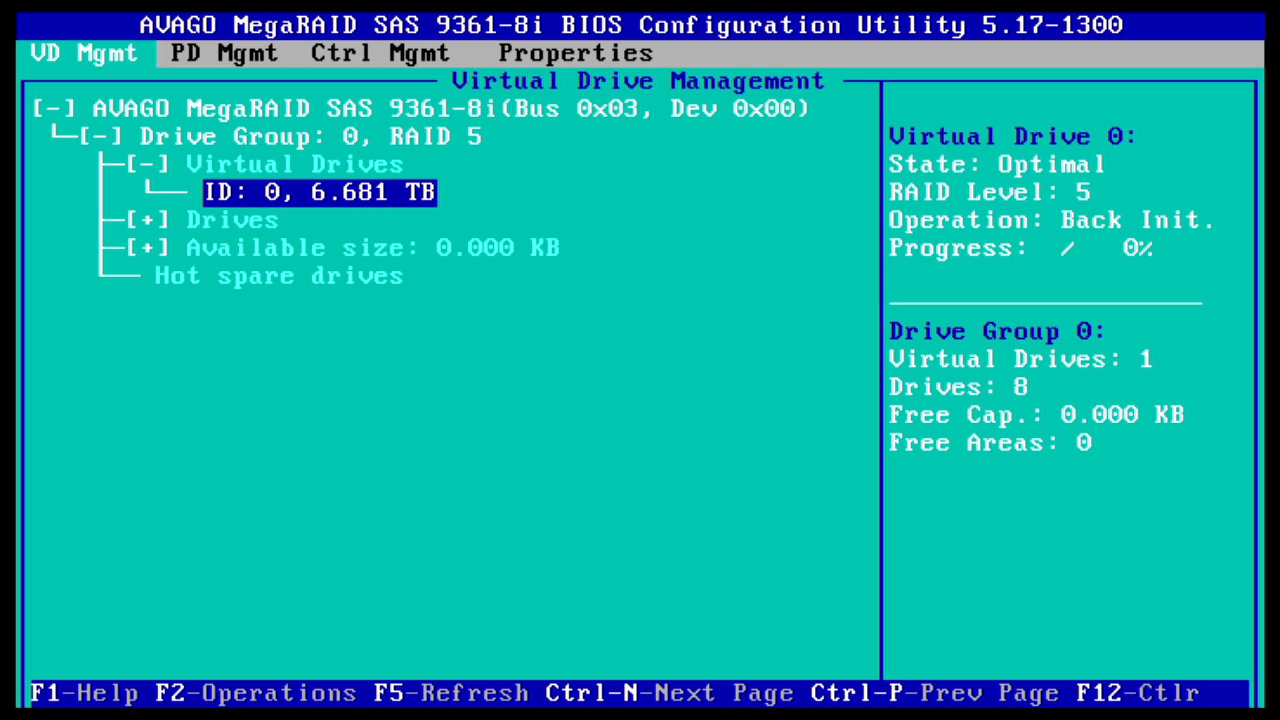 AVAGO MegaRAID SAS 9361-8i BIOS Configuration Utility 5.17-1300
VD Mgmt PD Mgmt Ctrl Mgmt Properties
Virtual Drive Management
[-] AVAGO MegaRAID SAS 9361-8i(Bus 0x03, Dev 0x00)
[-] Drive Group: 0, RAID 5
[-] Virtual Drives
ID: 0, 6.681 TB
[+] Drives
[+] Available size: 0.000 KB
Hot spare drives
Virtual Drive 0:
State: Optimal
RAID Level: 5
Operation: Back Init.
Progress: / 0%
Drive Group 0:
Virtual Drives: 1
Drives: 8
Free Cap.: 0.000 KB
Free Areas: 0
F1-Help F2-Operations F5-Refresh Ctrl-N-Next Page Ctrl-P-Prev Page F12-Ctlr